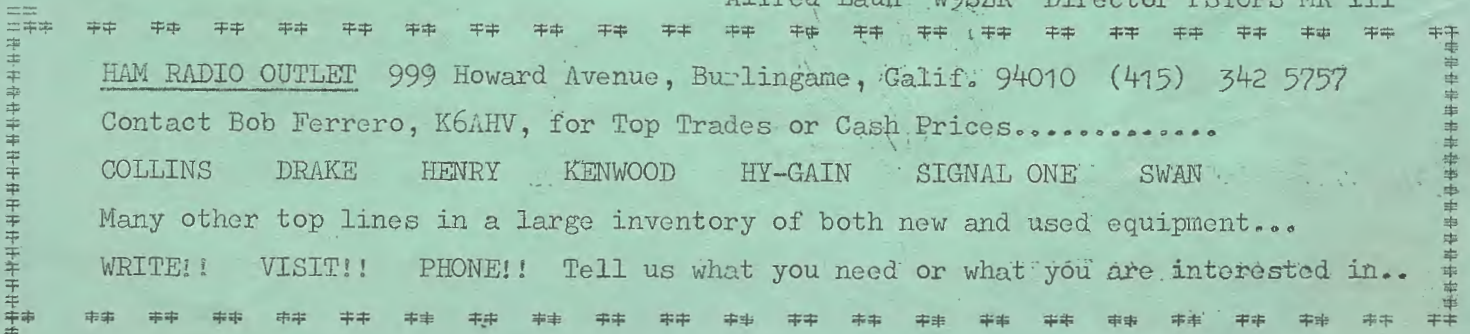 HAM RADIO OUTLET 999 Howard Avenue, Burlingame, Calif. 94010 (415) 342 5757
Contact Bob Ferrero, K6AHV, for Top Trades or Cash Prices.............
COLLINS DRAKE HENRY KENWOOD HY-GAIN SIGNAL ONE SWAN
Many other top lines in a large inventory of both new and used equipment...
WRITE!! VISIT!! PHONE!! Tell us what you need or what you are interested in..